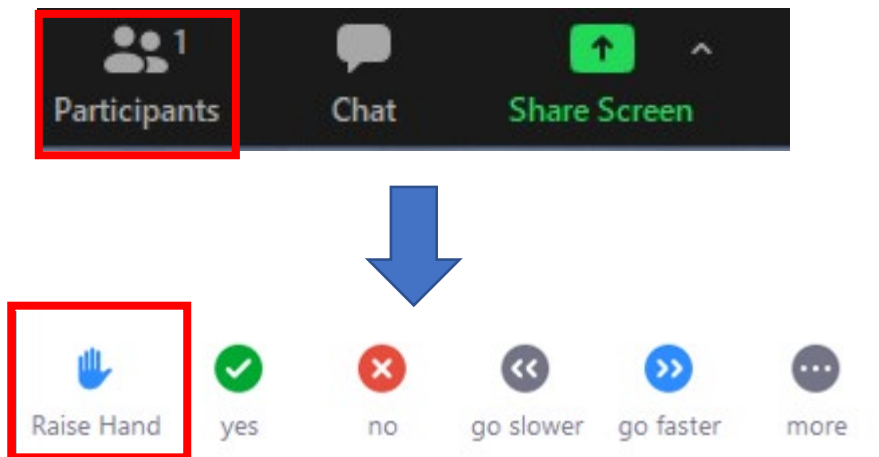 1
Participants Chat Share Screen
Raise Hand yes no go slower go faster more